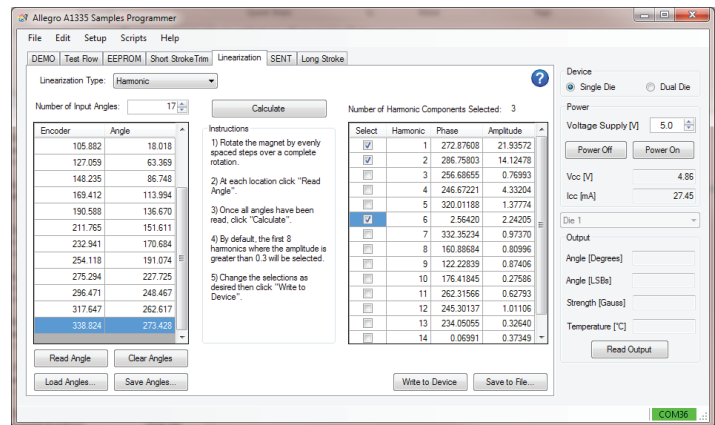 Allegro A1335 Samples Programmer
File Edit Setup Scripts Help
DEMO Test Flow EEPROM Short Stroke Trim Linearization SENT Long Stroke
Linearization Type: Harmonic
Number of Input Angles: 17
Calculate
Number of Harmonic Components Selected: 3
Encoder Angle
105.882 18.018
127.059 63.369
148.235 86.748
169.412 113.994
190.588 136.670
211.765 151.611
232.941 170.684
254.118 191.074
275.294 227.725
296.471 248.467
317.647 262.617
338.824 273.428
Read Angle Clear Angles
Load Angles... Save Angles...
Instructions
1) Rotate the magnet by evenly
spaced steps over a complete
rotation.
2) At each location click "Read
Angle".
3) Once all angles have been
read, click "Calculate".
4) By default, the first 8
harmonics where the amplitude is
greater than 0.3 will be selected.
5) Change the selections as
desired then click "Write to
Device".
Select Harmonic Phase Amplitude
1 272.87608 21.93572
2 286.75803 14.12478
3 256.68655 0.76993
4 246.67221 4.33204
5 320.01188 1.37774
6 2.56420 2.24205
7 332.35234 0.97370
8 160.88684 0.80996
9 122.22839 0.87406
10 176.41845 0.27586
11 262.31566 0.62793
12 245.30137 1.01106
13 234.05055 0.32640
14 0.06991 0.37349
Write to Device Save to File...
Device
Single Die Dual Die
Power
Voltage Supply [V] 5.0
Power Off Power On
Vcc [V] 4.86
Icc [mA] 27.45
Die 1
Output
Angle [Degrees]
Angle [LSBs]
Strength [Gauss]
Temperature [°C]
Read Output
COM36